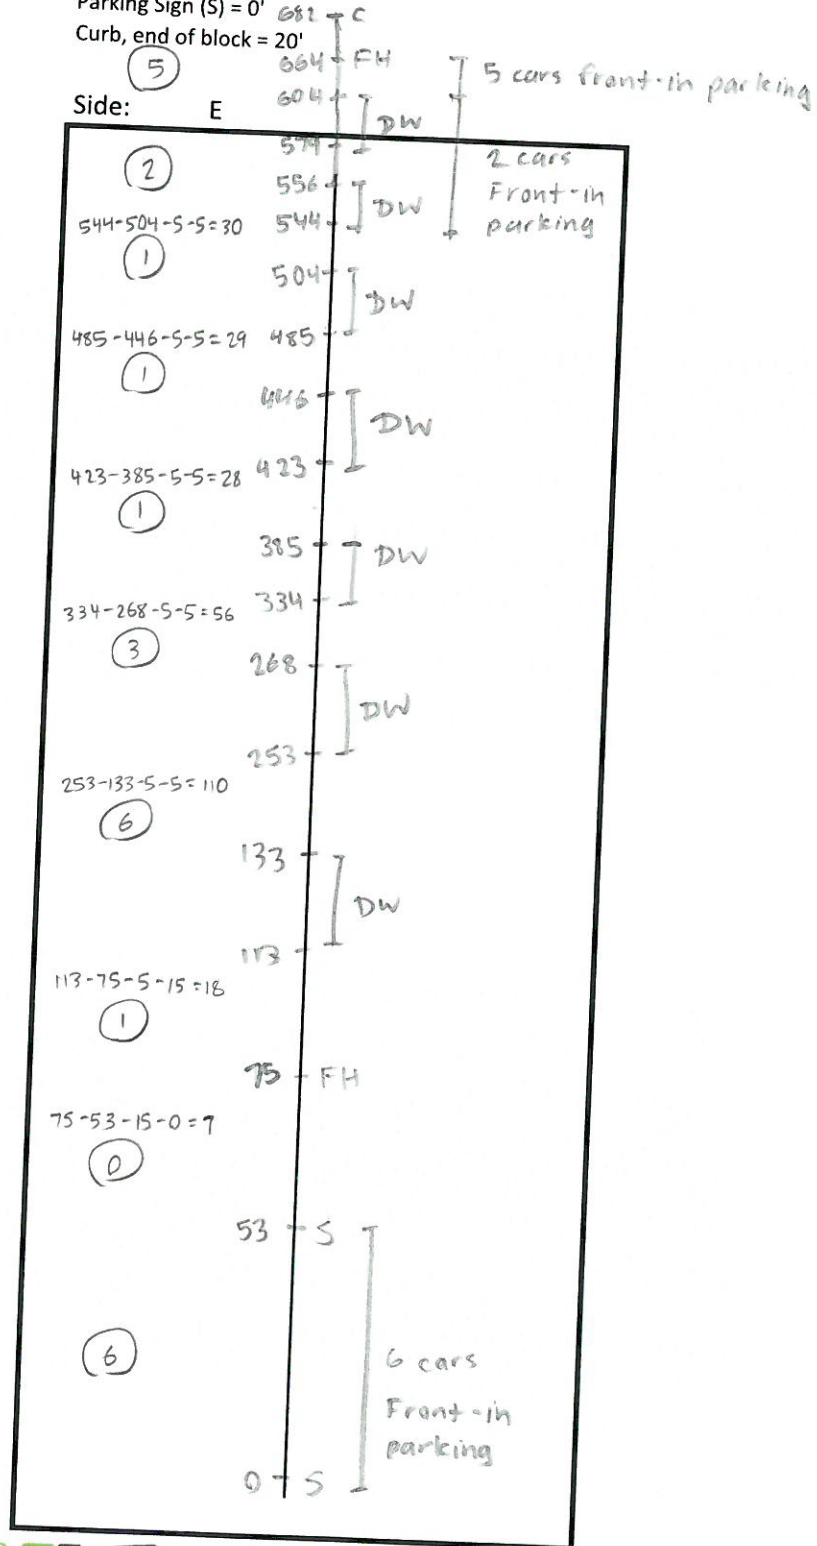 Parking Sign (S) = 0' 682 C
Curb, end of block = 20'
5 664 FH 5 cars front-in parking
Side: E 604
DW
579
2 2 cars
556 Front-in
DW
544-504-5-5=30 544 parking
1
504
DW
485-446-5-5=29 485
1
446
DW
423-385-5-5=28 423
1
385 DW
334-268-5-5=56 334
3
268
DW
253
253-133-5-5=110
6
133
DW
113
113-75-5-15=18
1
75 FH
75-53-15-0=7
0
53 S
6 6 cars
Front-in
parking
0 S